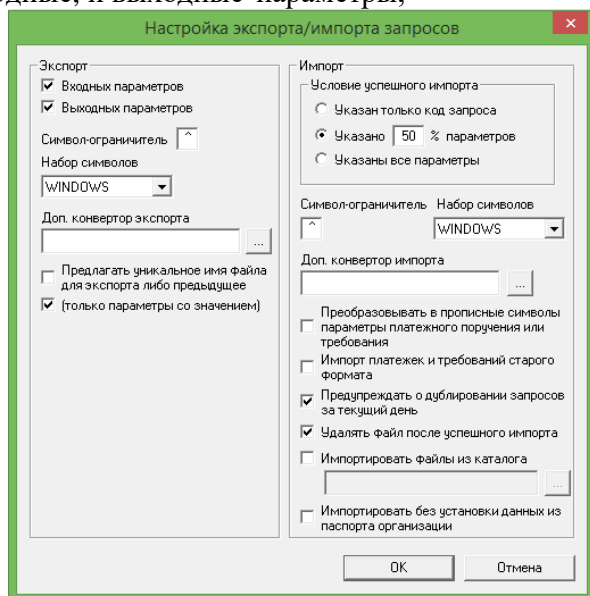 одные, и выходные параметры,
Настройка экспорта/импорта запросов
Экспорт
Входных параметров
Выходных параметров
Символ-ограничитель ^
Набор символов
WINDOWS
Доп. конвертор экспорта
...
Предлагать уникальное имя файла
для экспорта либо предыдущее
(только параметры со значением)
Импорт
Условие успешного импорта
Указан только код запроса
Указано 50 % параметров
Указаны все параметры
Символ-ограничитель Набор символов
^ WINDOWS
Доп. конвертор импорта
...
Преобразовывать в прописные символы
параметры платежного поручения или
требования
Импорт платежек и требований старого
формата
Предупреждать о дублировании запросов
за текущий день
Удалять файл после успешного импорта
Импортировать файлы из каталога
...
Импортировать без установки данных из
паспорта организации
OK Отмена